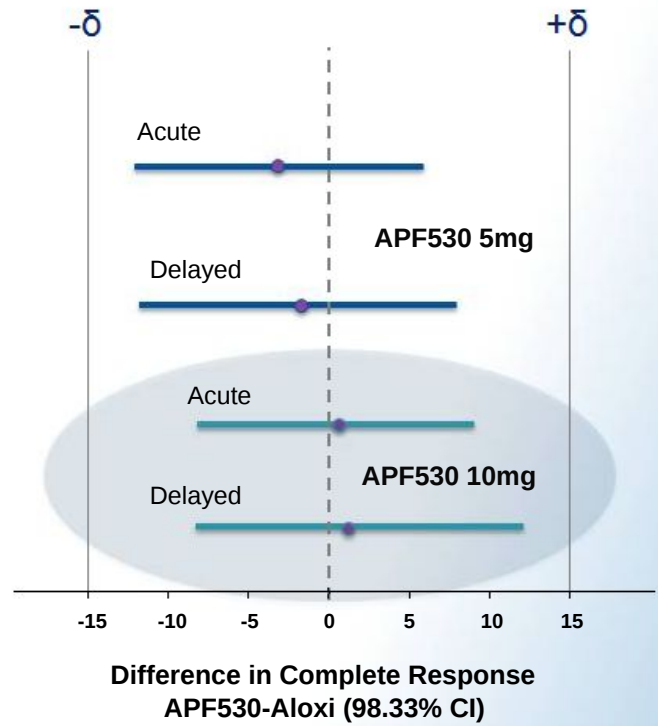 -δ +δ
Acute
APF530 5mg
Delayed
Acute
APF530 10mg
Delayed
-15 -10 -5 0 5 10 15
Difference in Complete Response
APF530-Aloxi (98.33% CI)